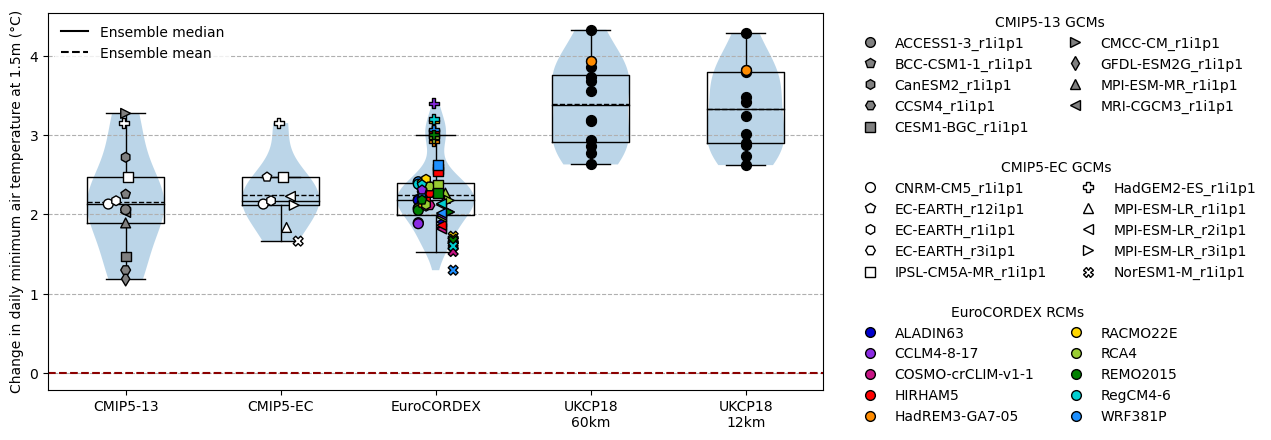 Change in daily minimum air temperature at 1.5m (°C)
4
3
2
1
0
Ensemble median
Ensemble mean
CMIP5-13
CMIP5-EC
EuroCORDEX
UKCP18
60km
UKCP18
12km
CMIP5-13 GCMs
ACCESS1-3_r1i1p1
BCC-CSM1-1_r1i1p1
CanESM2_r1i1p1
CCSM4_r1i1p1
CESM1-BGC_r1i1p1
CMCC-CM_r1i1p1
GFDL-ESM2G_r1i1p1
MPI-ESM-MR_r1i1p1
MRI-CGCM3_r1i1p1
CMIP5-EC GCMs
CNRM-CM5_r1i1p1
EC-EARTH_r12i1p1
EC-EARTH_r1i1p1
EC-EARTH_r3i1p1
IPSL-CM5A-MR_r1i1p1
HadGEM2-ES_r1i1p1
MPI-ESM-LR_r1i1p1
MPI-ESM-LR_r2i1p1
MPI-ESM-LR_r3i1p1
NorESM1-M_r1i1p1
EuroCORDEX RCMs
ALADIN63
CCLM4-8-17
COSMO-crCLIM-v1-1
HIRHAM5
HadREM3-GA7-05
RACMO22E
RCA4
REMO2015
RegCM4-6
WRF381P